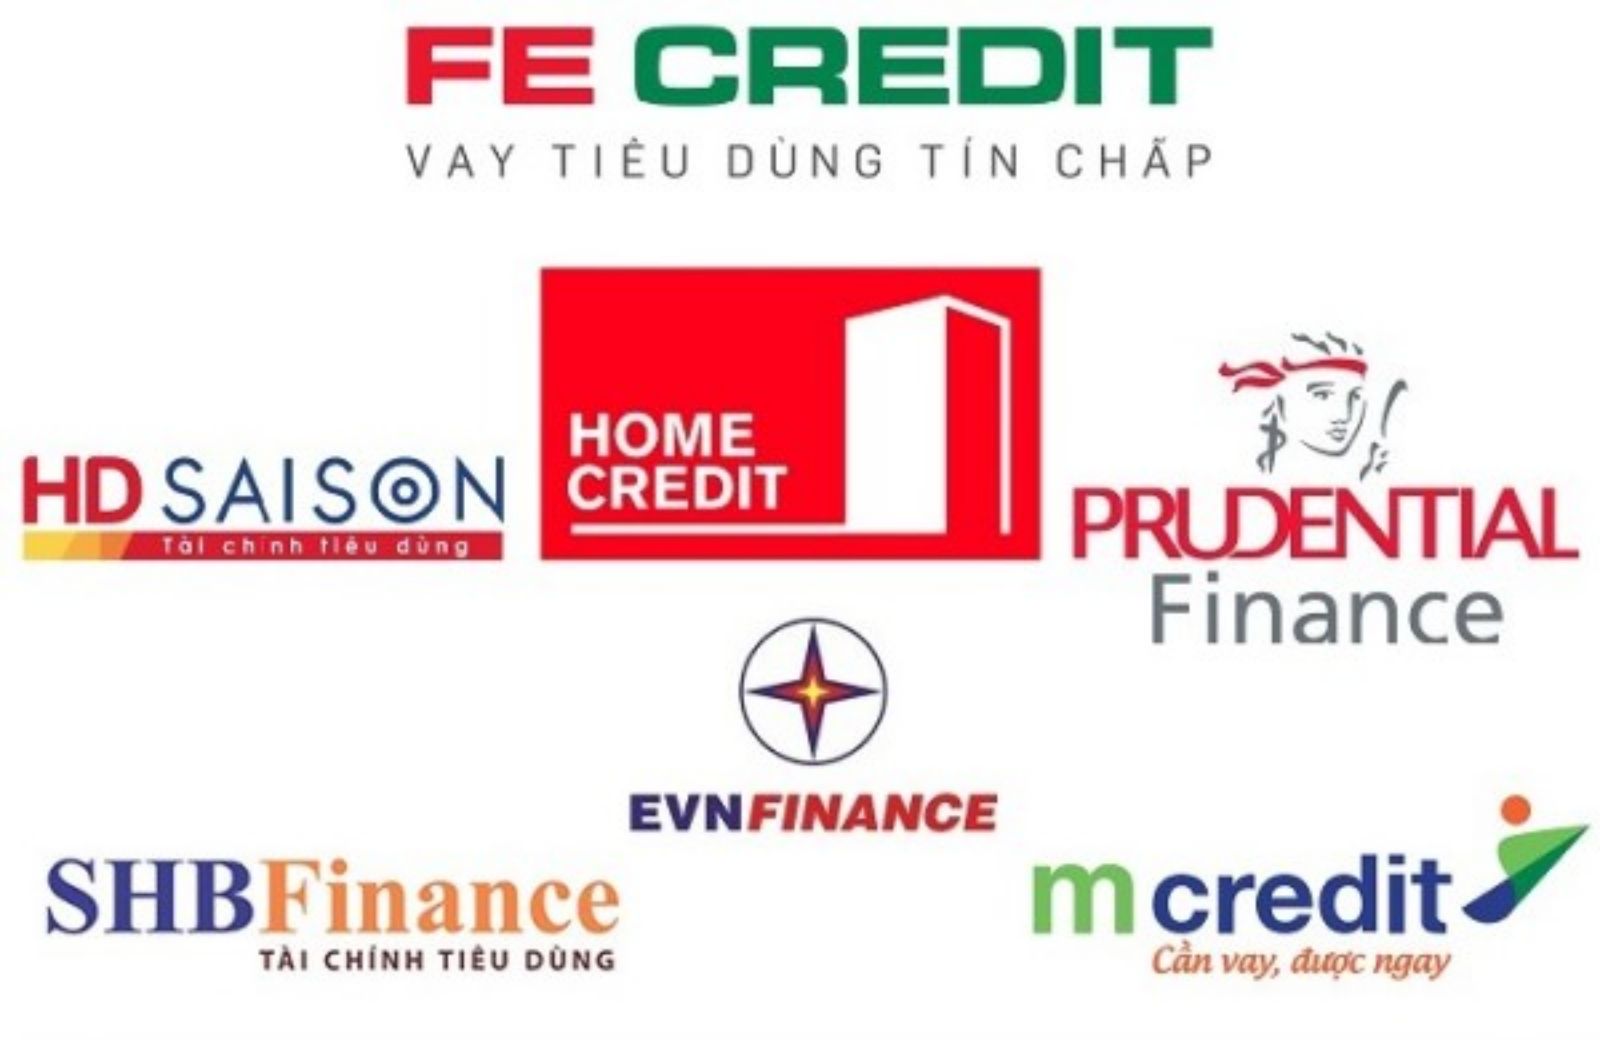 FE CREDIT
VAY TIÊU DÙNG TÍN CHẤP
HOME
CREDIT
HD SAISON
Tài chính tiêu dùng
PRUDENTIAL
Finance
EVNFINANCE
SHBFinance
TÀI CHÍNH TIÊU DÙNG
mcredit
Cần vay, được ngay